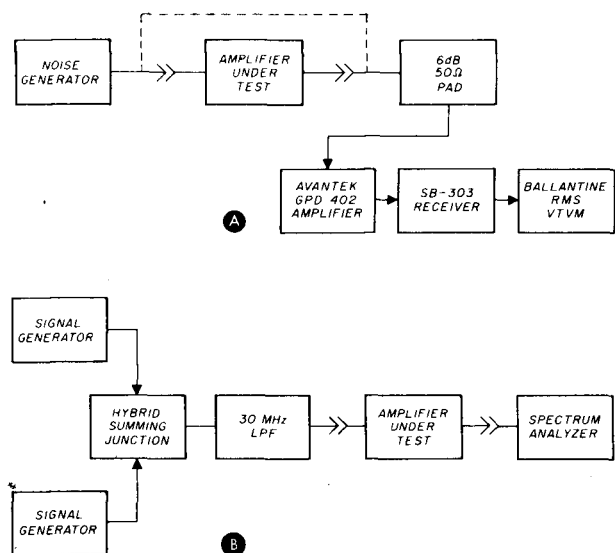 NOISE
GENERATOR
AMPLIFIER
UNDER
TEST
6dB
50Ω
PAD
AVANTEK
GPD 402
AMPLIFIER
SB-303
RECEIVER
BALLANTINE
RMS
VTVM
A
SIGNAL
GENERATOR
HYBRID
SUMMING
JUNCTION
30 MHz
LPF
AMPLIFIER
UNDER
TEST
SPECTRUM
ANALYZER
SIGNAL
GENERATOR
B